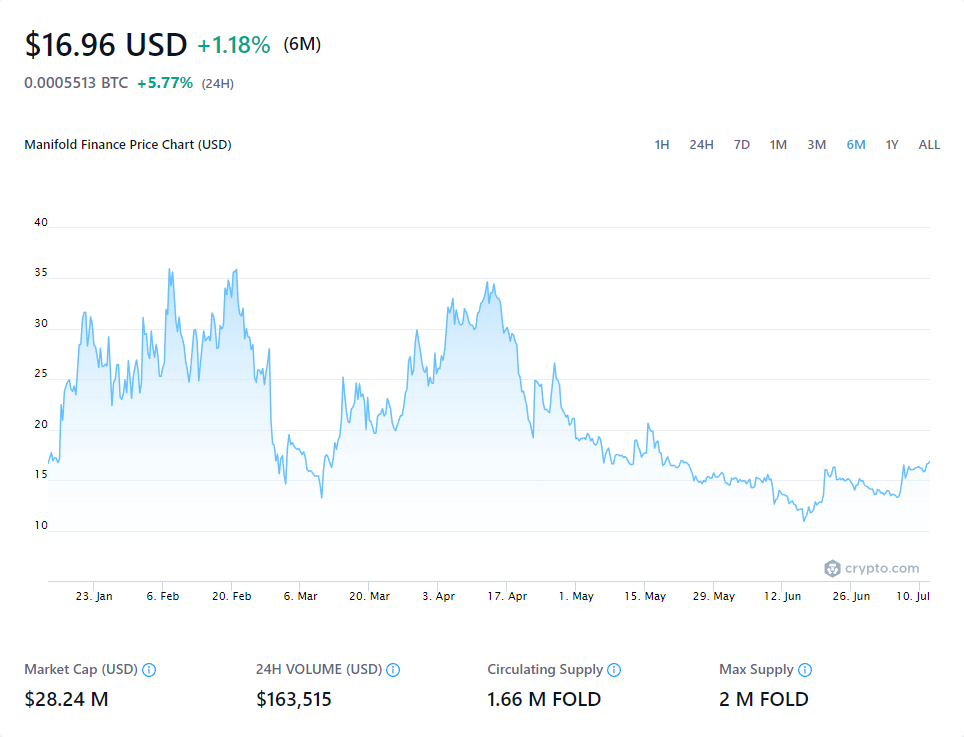 $16.96 USD +1.18% (6M)
0.0005513 BTC +5.77% (24H)
Manifold Finance Price Chart (USD) 1H 24H 7D 1M 3M 6M 1Y ALL
40
35
30
25
20
15
10
crypto.com
23. Jan 6. Feb 20. Feb 6. Mar 20. Mar 3. Apr 17. Apr 1. May 15. May 29. May 12. Jun 26. Jun 10. Jul
Market Cap (USD) 24H VOLUME (USD) Circulating Supply Max Supply
$28.24 M $163,515 1.66 M FOLD 2 M FOLD